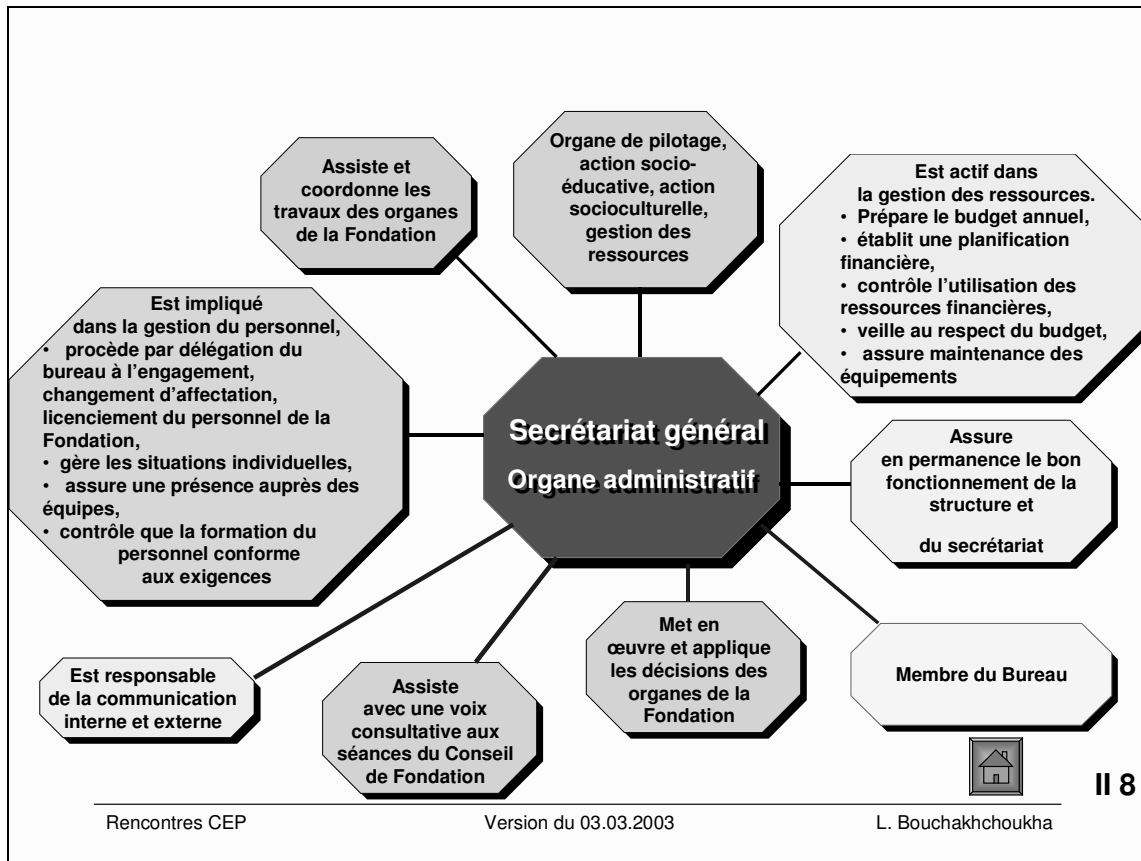 Assiste et
coordonne les
travaux des organes
de la Fondation
Organe de pilotage,
action socio-
éducative, action
socioculturelle,
gestion des
ressources
Est actif dans
la gestion des ressources.
• Prépare le budget annuel,
• établit une planification
financière,
• contrôle l'utilisation des
ressources financières,
• veille au respect du budget,
• assure maintenance des
équipements
Est impliqué
dans la gestion du personnel,
• procède par délégation du
bureau à l'engagement,
changement d'affectation,
licenciement du personnel de la
Fondation,
• gère les situations individuelles,
• assure une présence auprès des
équipes,
• contrôle que la formation du
personnel conforme
aux exigences
Secrétariat général
Organe administratif
Assure
en permanence le bon
fonctionnement de la
structure et
du secrétariat
Est responsable
de la communication
interne et externe
Assiste
avec une voix
consultative aux
séances du Conseil
de Fondation
Met en
œuvre et applique
les décisions des
organes de la
Fondation
Membre du Bureau
II 8
Rencontres CEP
Version du 03.03.2003
L. Bouchakhchoukha